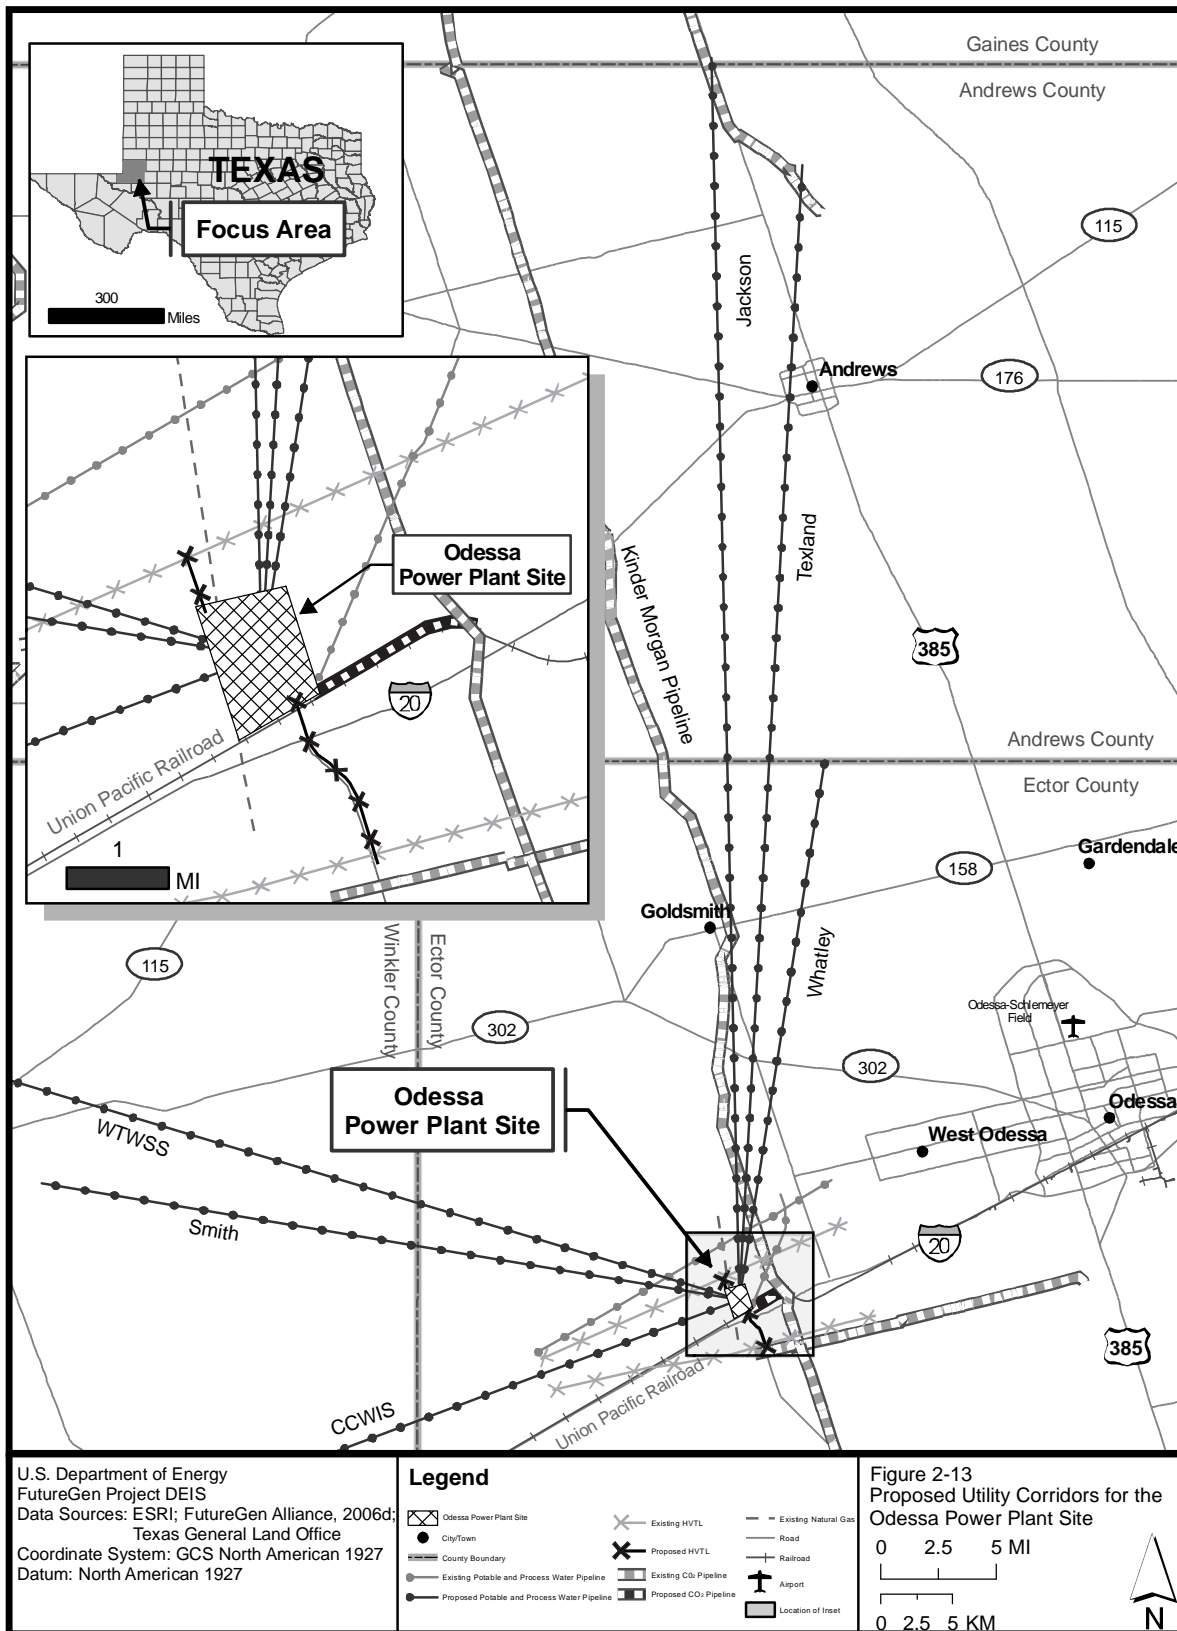 Gaines County
Andrews County
TEXAS
Focus Area
300
Miles
115
Jackson
Andrews
176
Texland
Odessa
Power Plant Site
Kinder Morgan Pipeline
385
20
Union Pacific Railroad
1
MI
Andrews County
Ector County
Gardendale
158
Goldsmith
Whatley
Winkler County
Ector County
115
302
Odessa-Schlemeyer
Field
302
Odessa
Power Plant Site
Odessa
West Odessa
WTWSS
Smith
20
385
CCWIS
Union Pacific Railroad
U.S. Department of Energy
FutureGen Project DEIS
Data Sources: ESRI; FutureGen Alliance, 2006d;
Texas General Land Office
Coordinate System: GCS North American 1927
Datum: North American 1927
Legend
Odessa Power Plant Site
City/Town
County Boundary
Existing Potable and Process Water Pipeline
Proposed Potable and Process Water Pipeline
Existing HVTL
Proposed HVTL
Existing CO₂ Pipeline
Proposed CO₂ Pipeline
Existing Natural Gas
Road
Railroad
Airport
Location of Inset
Figure 2-13
Proposed Utility Corridors for the
Odessa Power Plant Site
0 2.5 5 MI
0 2.5 5 KM
N